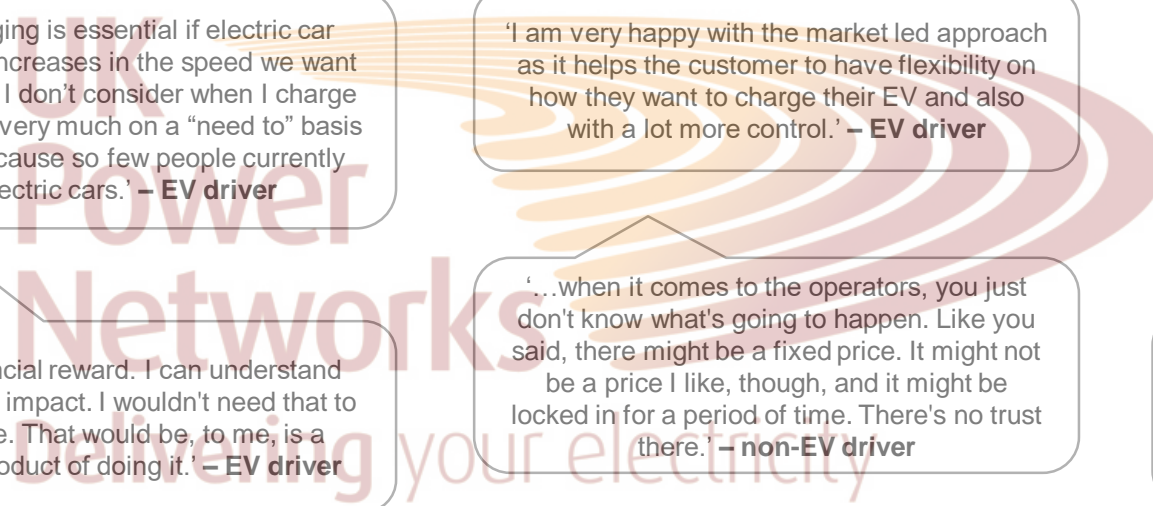 ging is essential if electric car
ncreases in the speed we want
I don't consider when I charge
very much on a “need to” basis
cause so few people currently
ectric cars.’ – EV driver
‘I am very happy with the market led approach
as it helps the customer to have flexibility on
how they want to charge their EV and also
with a lot more control.’ – EV driver
ncial reward. I can understand
impact. I wouldn't need that to
e. That would be, to me, is a
oduct of doing it.’ – EV driver
‘…when it comes to the operators, you just
don't know what's going to happen. Like you
said, there might be a fixed price. It might not
be a price I like, though, and it might be
locked in for a period of time. There's no trust
there.’ – non-EV driver
UK
Power
Networks
Delivering your electricity